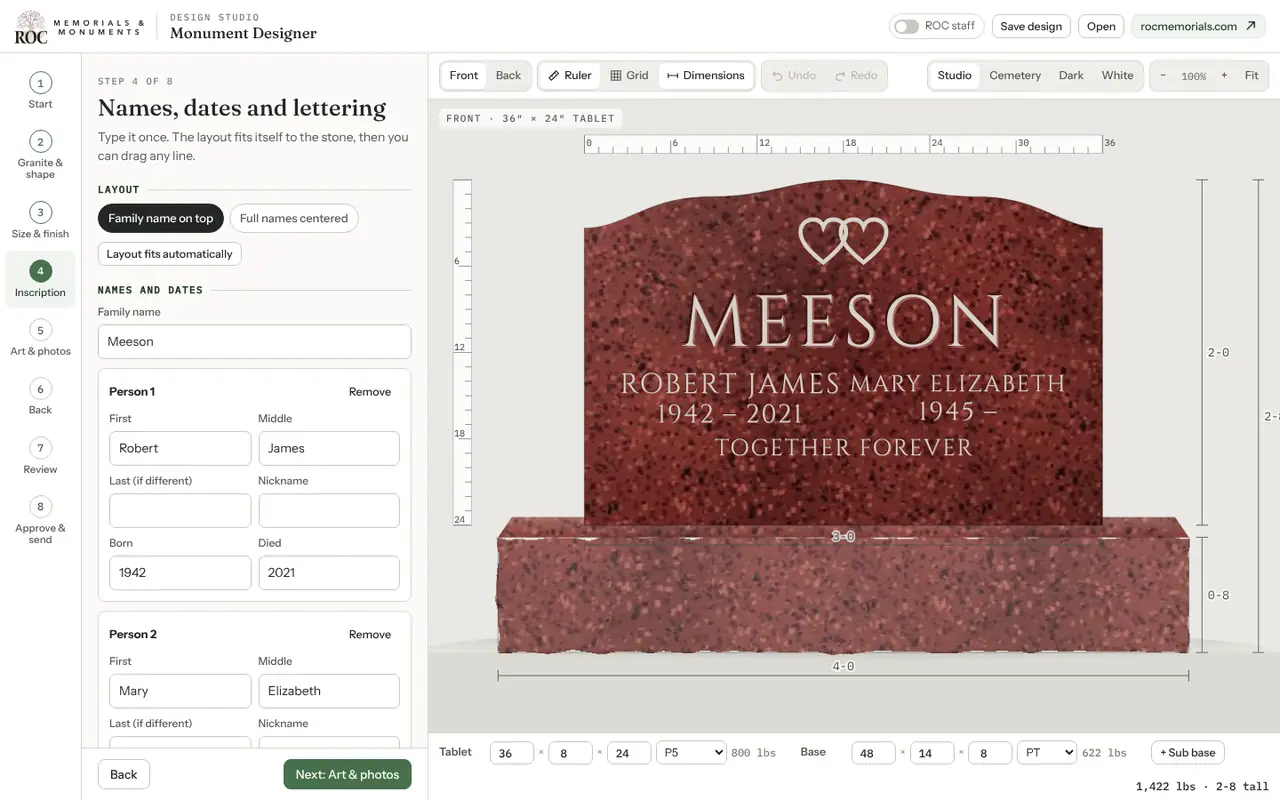 ROC MEMORIALS & MONUMENTS
DESIGN STUDIO
Monument Designer
ROC staff
Save design
Open
rocmemorials.com
1
Start
2
Granite & shape
3
Size & finish
4
Inscription
5
Art & photos
6
Back
7
Review
8
Approve & send
STEP 4 OF 8
Names, dates and lettering
Type it once. The layout fits itself to the stone, then you
can drag any line.
LAYOUT
Family name on top
Full names centered
Layout fits automatically
NAMES AND DATES
Family name
Meeson
Person 1
Remove
First
Middle
Robert
James
Last (if different)
Nickname
Born
Died
1942
2021
Person 2
Remove
First
Middle
Mary
Elizabeth
Last (if different)
Nickname
Back
Next: Art & photos
Front
Back
Ruler
Grid
Dimensions
Undo
Redo
Studio
Cemetery
Dark
White
− 100% +
Fit
FRONT · 36" × 24" TABLET
0 6 12 18 24 30 36
6
12
18
24
MEESON
ROBERT JAMES MARY ELIZABETH
1942 – 2021 1945 –
TOGETHER FOREVER
2-0
3-0
0-8
4-0
Tablet 36 × 8 × 24 P5 800 lbs
Base 48 × 14 × 8 PT 622 lbs
+ Sub base
1,422 lbs · 2-8 tall